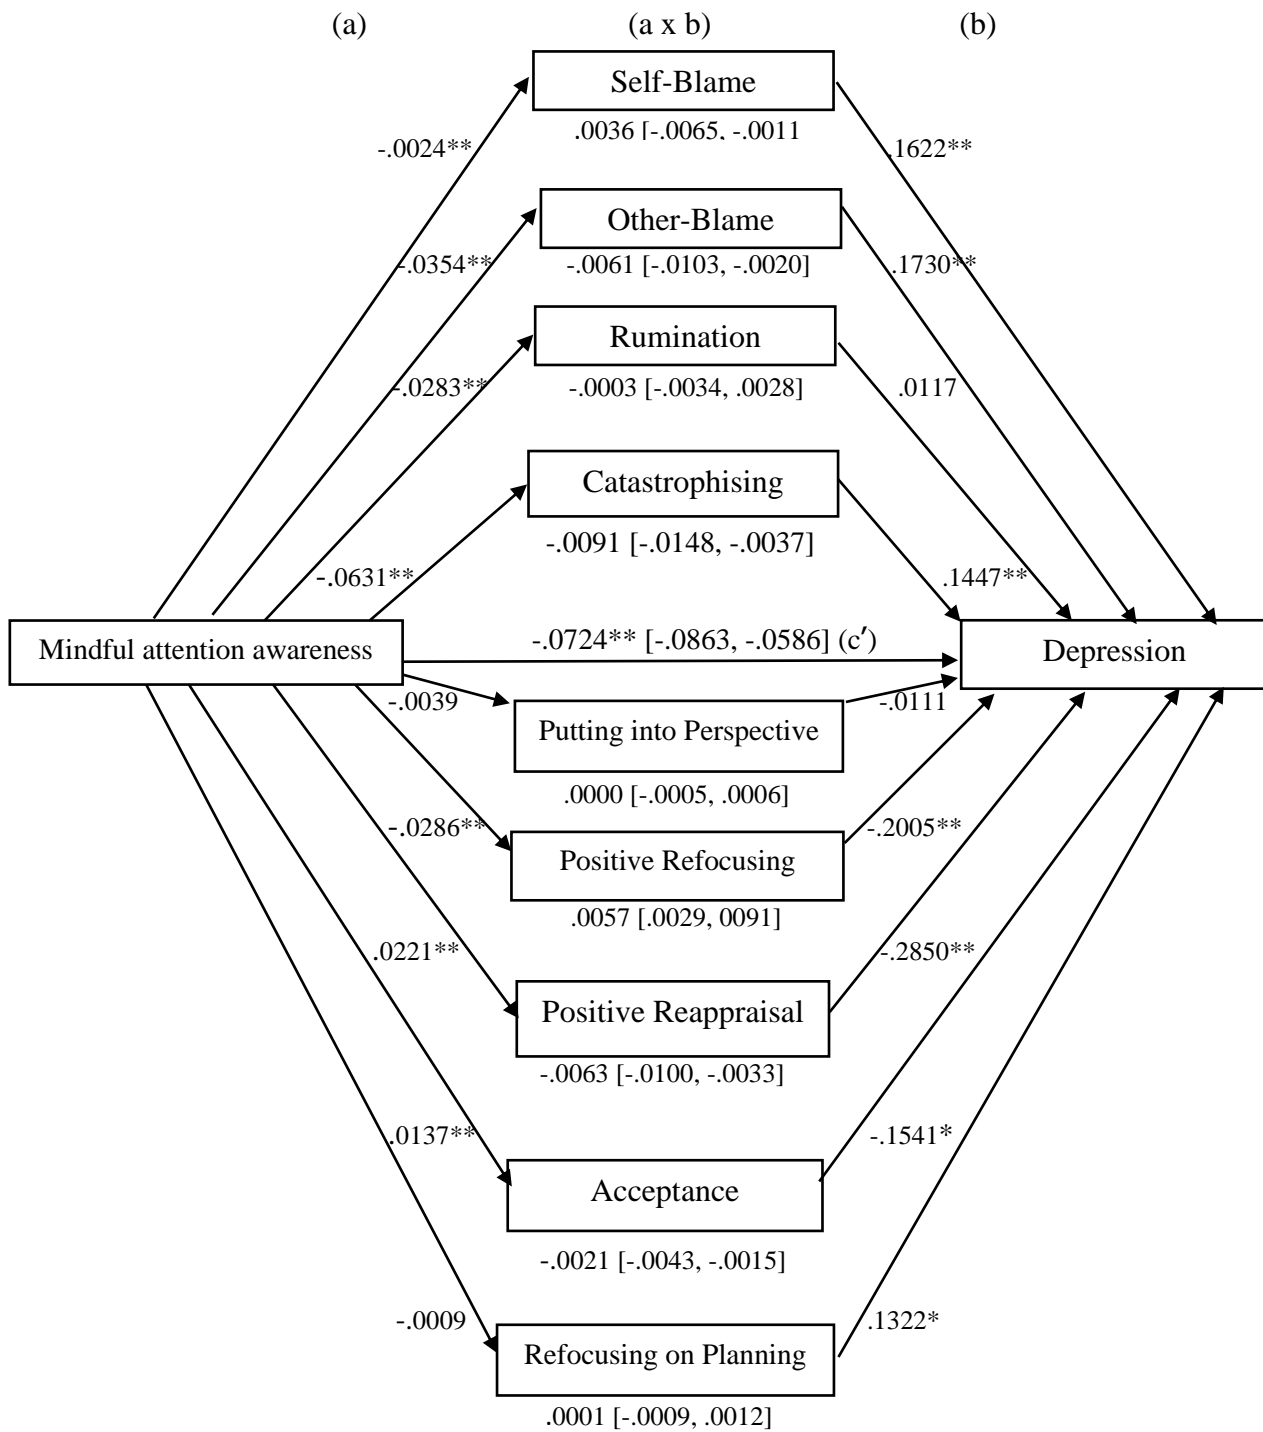 (a) (a x b) (b)
Self-Blame
.0036 [-.0065, -.0011
-.0024** .1622**
Other-Blame
-.0354** -.0061 [-.0103, -.0020] .1730**
Rumination
-.0283** -.0003 [-.0034, .0028] .0117
Catastrophising
-.0091 [-.0148, -.0037]
-.0631** .1447**
Mindful attention awareness -.0724** [-.0863, -.0586] (c′) Depression
-.0039 -.0111
Putting into Perspective
.0000 [-.0005, .0006]
-.0286** -.2005**
Positive Refocusing
.0057 [.0029, 0091]
.0221** -.2850**
Positive Reappraisal
-.0063 [-.0100, -.0033]
.0137** -.1541*
Acceptance
-.0021 [-.0043, -.0015]
-.0009 .1322*
Refocusing on Planning
.0001 [-.0009, .0012]